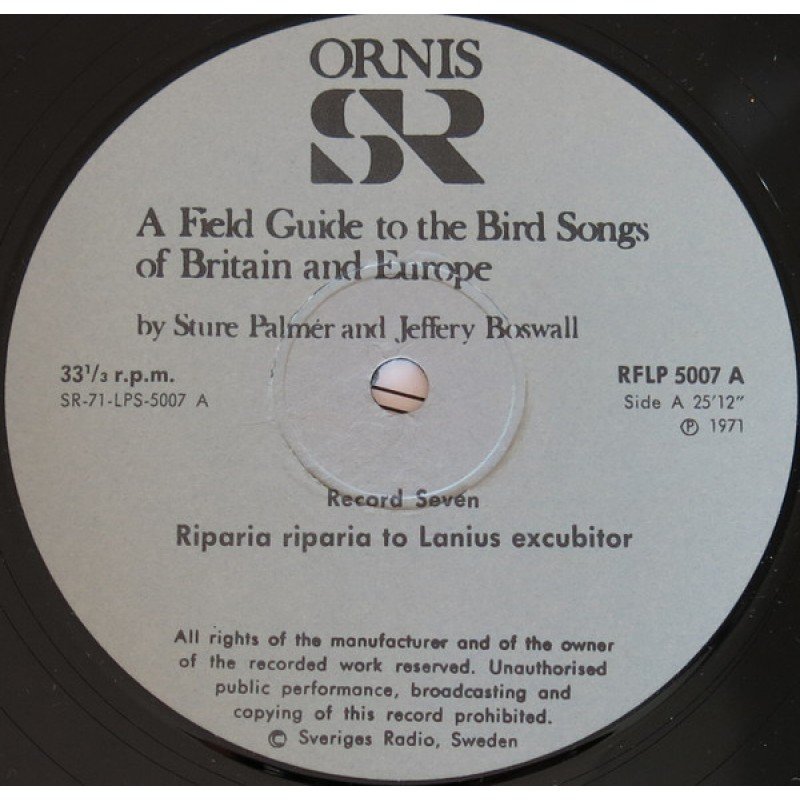 ORNIS
SR
A Field Guide to the Bird Songs
of Britain and Europe
by Sture Palmér and Jeffery Boswall
33¹/₃ r.p.m.
SR-71-LPS-5007 A
RFLP 5007 A
Side A 25'12"
℗ 1971
Record Seven
Riparia riparia to Lanius excubitor
All rights of the manufacturer and of the owner
of the recorded work reserved. Unauthorised
public performance, broadcasting and
copying of this record prohibited.
© Sveriges Radio, Sweden